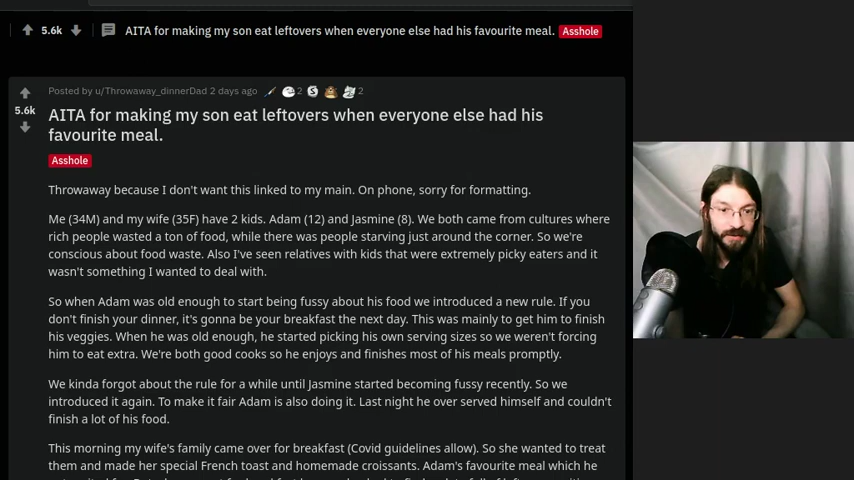 5.6k AITA for making my son eat leftovers when everyone else had his favourite meal. Asshole
Posted by u/Throwaway_dinnerDad 2 days ago 2 2
5.6k
AITA for making my son eat leftovers when everyone else had his
favourite meal.
Asshole
Throwaway because I don't want this linked to my main. On phone, sorry for formatting.
Me (34M) and my wife (35F) have 2 kids. Adam (12) and Jasmine (8). We both came from cultures where
rich people wasted a ton of food, while there was people starving just around the corner. So we're
conscious about food waste. Also I've seen relatives with kids that were extremely picky eaters and it
wasn't something I wanted to deal with.
So when Adam was old enough to start being fussy about his food we introduced a new rule. If you
don't finish your dinner, it's gonna be your breakfast the next day. This was mainly to get him to finish
his veggies. When he was old enough, he started picking his own serving sizes so we weren't forcing
him to eat extra. We're both good cooks so he enjoys and finishes most of his meals promptly.
We kinda forgot about the rule for a while until Jasmine started becoming fussy recently. So we
introduced it again. To make it fair Adam is also doing it. Last night he over served himself and couldn't
finish a lot of his food.
This morning my wife's family came over for breakfast (Covid guidelines allow). So she wanted to treat
them and made her special French toast and homemade croissants. Adam's favourite meal which he